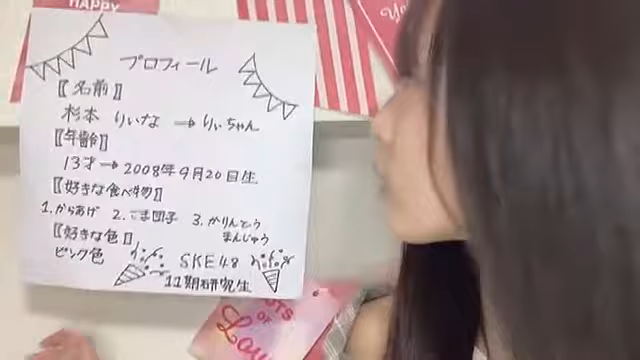 HAPPY
プロフィール
〖名前〗
杉本 りいな → りぃちゃん
〖年齢〗
13才→2008年9月20日生
〖好きな食べ物〗
1.からあげ 2.ごま団子 3.かりんとう
まんじゅう
〖好きな色〗
ピンク色
SKE48
11期研究生
OF